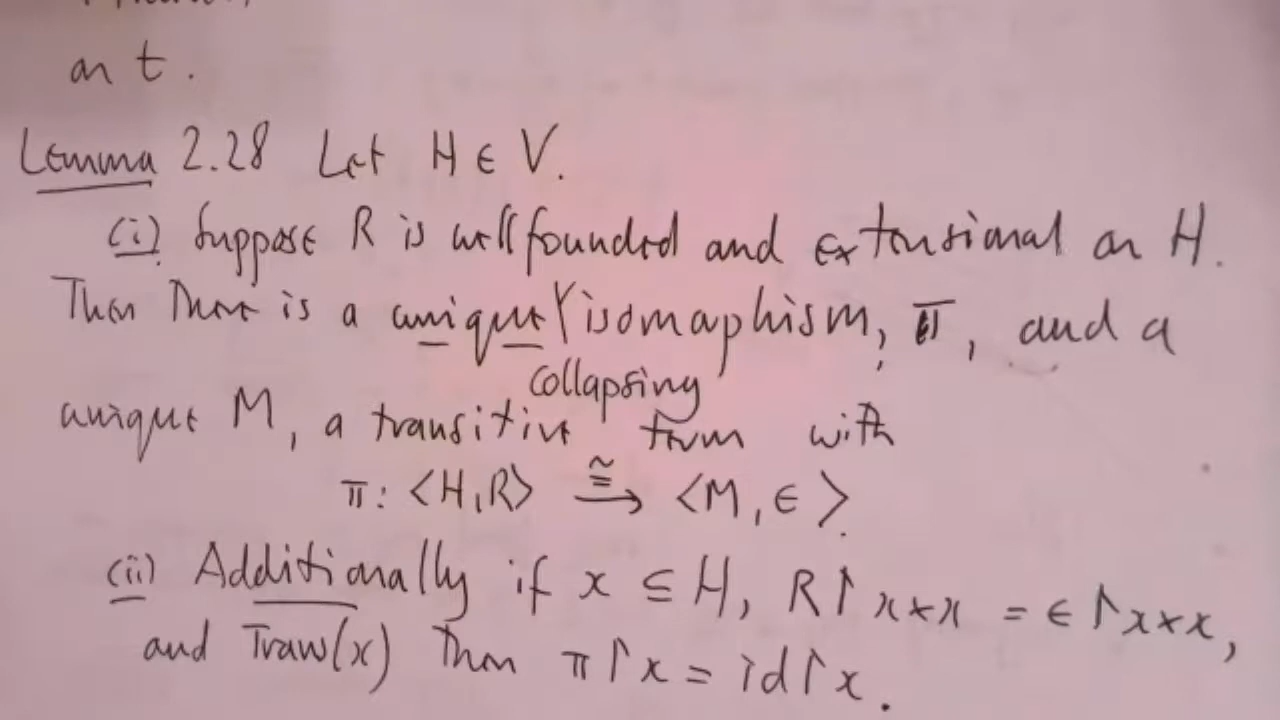 on t.
Lemma 2.28 Let H ∈ V.
(i) Suppose R is wellfounded and extensional on H.
Then there is a unique isomorphism, π, and a
collapsing
unique M, a transitive term with
π: ⟨H, R⟩ ≅→ ⟨M, ∈⟩.
(ii) Additionally if x ⊆ H, R↾x×x = ∈↾x×x,
and Trans(x) then π↾x = id↾x.